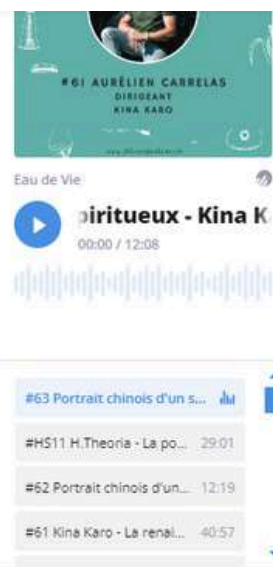 #61 AURÉLIEN CARRELAS
DIRIGEANT
KINA KARO
Eau de Vie
piritueux - Kina K
00:00 / 12:08
#63 Portrait chinois d'un s...
#HS11 H.Theoria - La po... 29:01
#62 Portrait chinois d'un... 12:19
#61 Kina Karo - La renai... 40:57